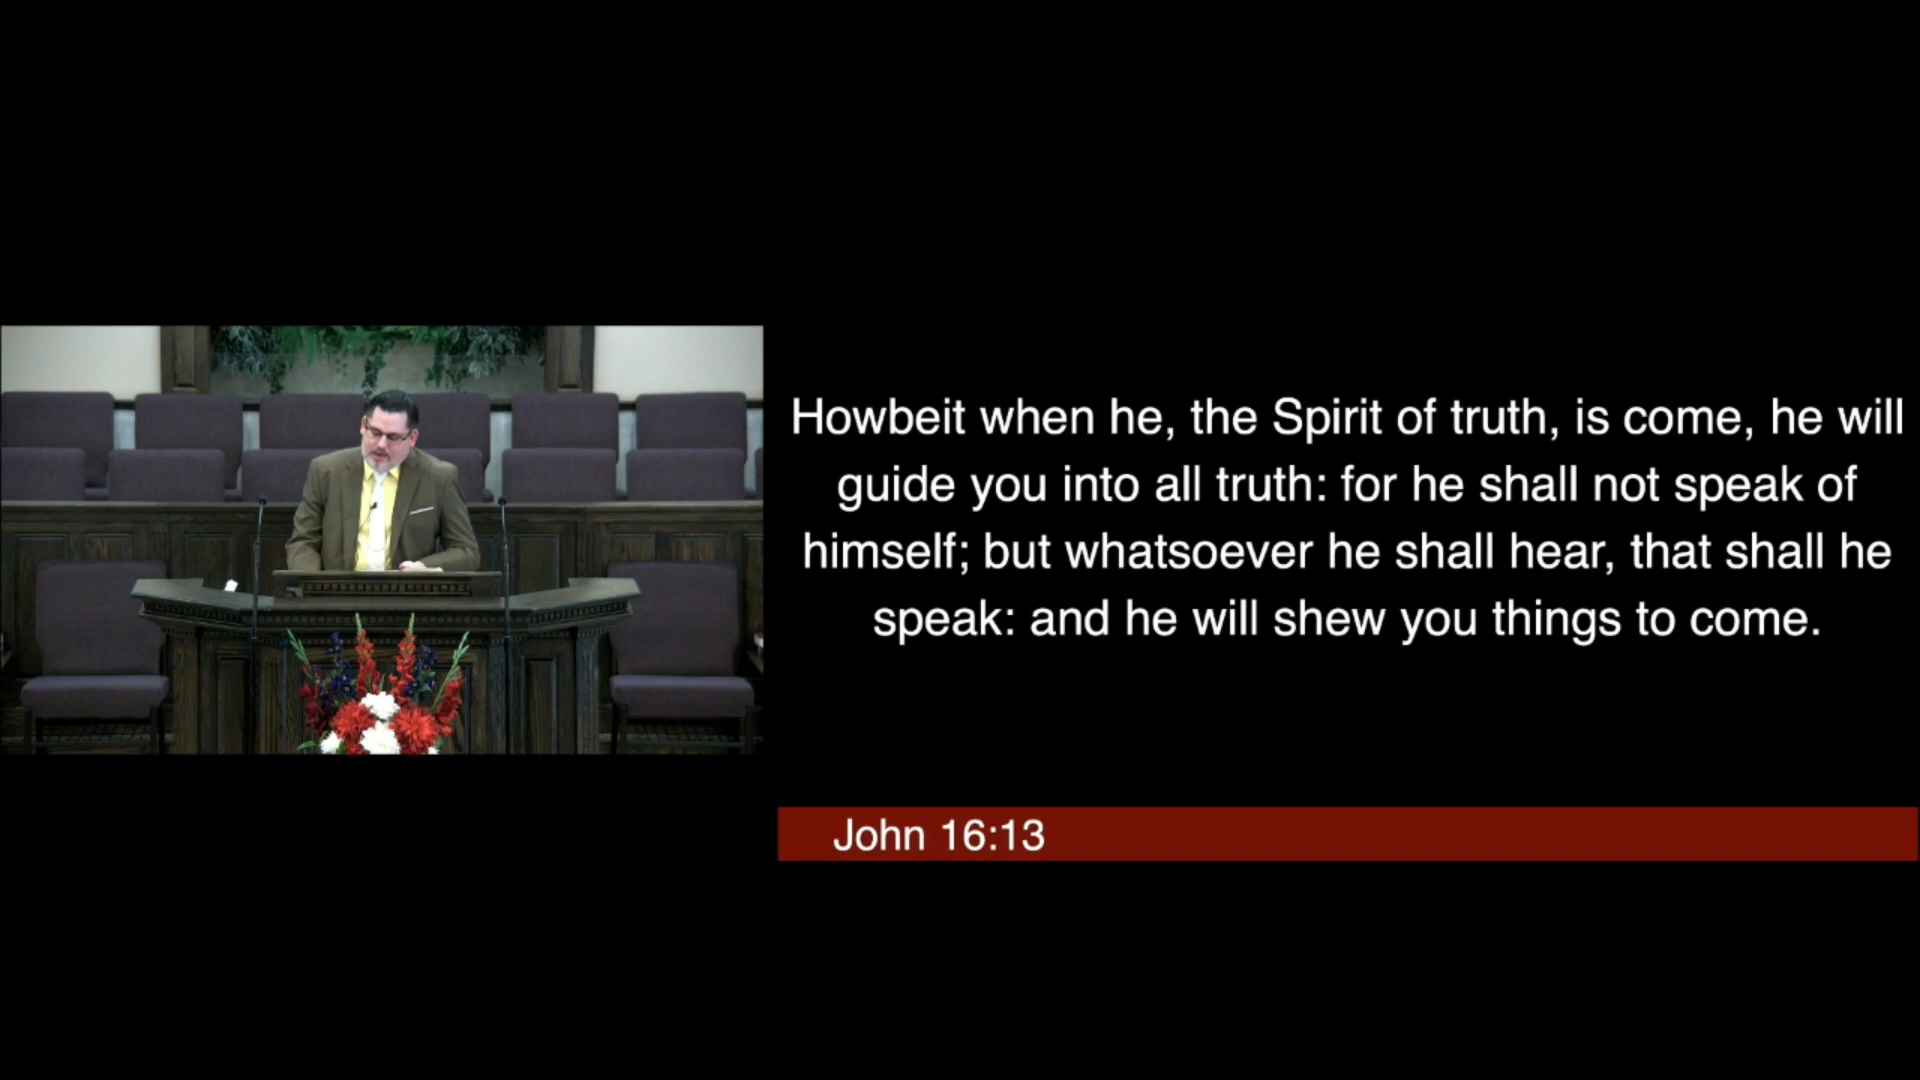 Howbeit when he, the Spirit of truth, is come, he will
guide you into all truth: for he shall not speak of
himself; but whatsoever he shall hear, that shall he
speak: and he will shew you things to come.
John 16:13